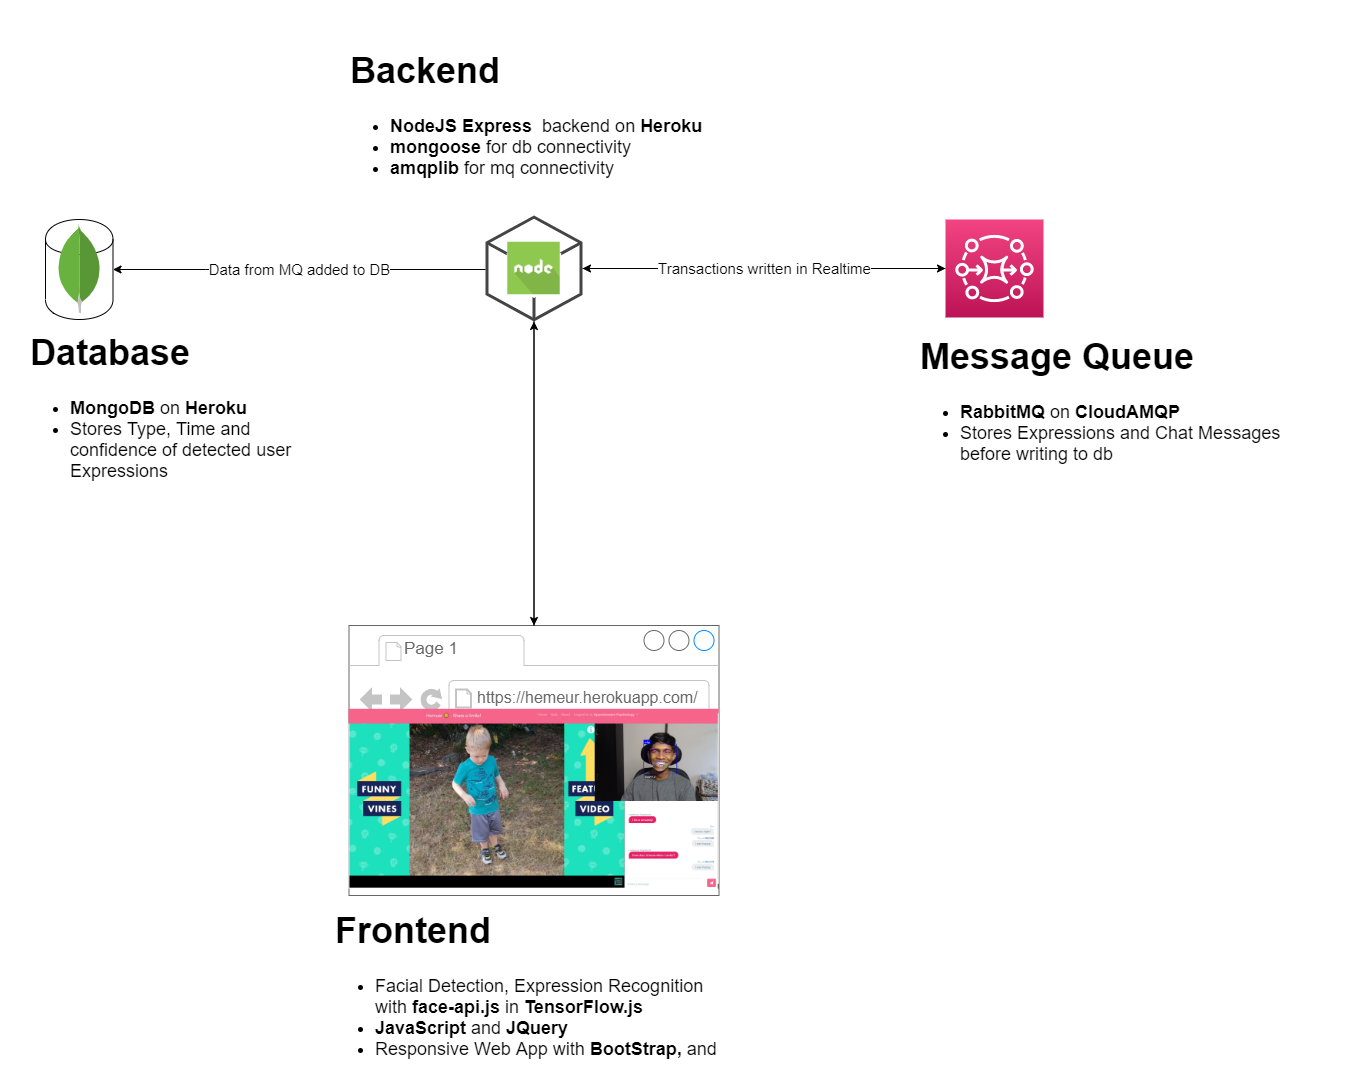 Backend
NodeJS Express backend on Heroku
mongoose for db connectivity
amqplib for mq connectivity
Data from MQ added to DB
node
Transactions written in Realtime
Database
MongoDB on Heroku
Stores Type, Time and
confidence of detected user
Expressions
Message Queue
RabbitMQ on CloudAMQP
Stores Expressions and Chat Messages
before writing to db
Page 1
https://hemeur.herokuapp.com/
FUNNY
VINES
FEATU
VIDEO
Frontend
Facial Detection, Expression Recognition
with face-api.js in TensorFlow.js
JavaScript and JQuery
Responsive Web App with BootStrap, and